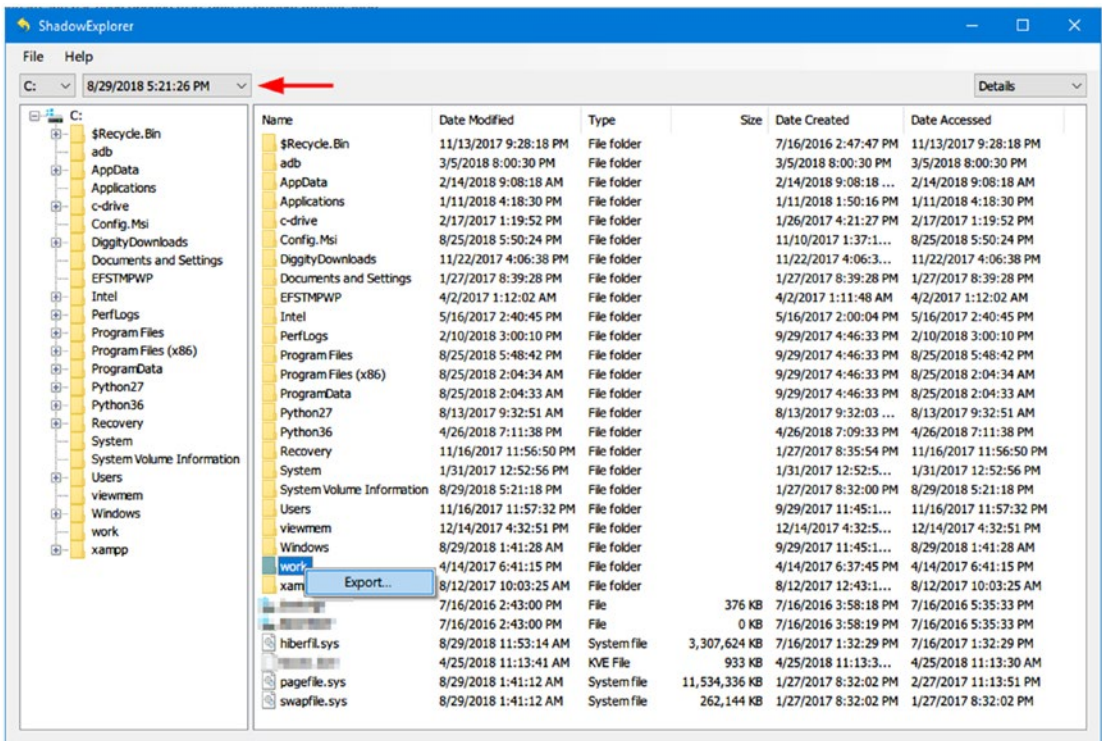 ShadowExplorer
File Help
C: 8/29/2018 5:21:26 PM Details
C:
$Recycle.Bin
adb
AppData
Applications
c-drive
Config.Msi
DiggityDownloads
Documents and Settings
EFSTMPWP
Intel
PerfLogs
Program Files
Program Files (x86)
ProgramData
Python27
Python36
Recovery
System
System Volume Information
Users
viewmem
Windows
work
xampp
Name Date Modified Type Size Date Created Date Accessed
$Recycle.Bin 11/13/2017 9:28:18 PM File folder 7/16/2016 2:47:47 PM 11/13/2017 9:28:18 PM
adb 3/5/2018 8:00:30 PM File folder 3/5/2018 8:00:30 PM 3/5/2018 8:00:30 PM
AppData 2/14/2018 9:08:18 AM File folder 2/14/2018 9:08:18 ... 2/14/2018 9:08:18 AM
Applications 1/11/2018 4:18:30 PM File folder 1/11/2018 1:50:16 PM 1/11/2018 4:18:30 PM
c-drive 2/17/2017 1:19:52 PM File folder 1/26/2017 4:21:27 PM 2/17/2017 1:19:52 PM
Config.Msi 8/25/2018 5:50:24 PM File folder 11/10/2017 1:37:1... 8/25/2018 5:50:24 PM
DiggityDownloads 11/22/2017 4:06:38 PM File folder 11/22/2017 4:06:3... 11/22/2017 4:06:38 PM
Documents and Settings 1/27/2017 8:39:28 PM File folder 1/27/2017 8:39:28 PM 1/27/2017 8:39:28 PM
EFSTMPWP 4/2/2017 1:12:02 AM File folder 4/2/2017 1:11:48 AM 4/2/2017 1:12:02 AM
Intel 5/16/2017 2:40:45 PM File folder 5/16/2017 2:00:04 PM 5/16/2017 2:40:45 PM
PerfLogs 2/10/2018 3:00:10 PM File folder 9/29/2017 4:46:33 PM 2/10/2018 3:00:10 PM
Program Files 8/25/2018 5:48:42 PM File folder 9/29/2017 4:46:33 PM 8/25/2018 5:48:42 PM
Program Files (x86) 8/25/2018 2:04:34 AM File folder 9/29/2017 4:46:33 PM 8/25/2018 2:04:34 AM
ProgramData 8/25/2018 2:04:33 AM File folder 9/29/2017 4:46:33 PM 8/25/2018 2:04:33 AM
Python27 8/13/2017 9:32:51 AM File folder 8/13/2017 9:32:03 ... 8/13/2017 9:32:51 AM
Python36 4/26/2018 7:11:38 PM File folder 4/26/2018 7:09:33 PM 4/26/2018 7:11:38 PM
Recovery 11/16/2017 11:56:50 PM File folder 1/27/2017 8:35:54 PM 11/16/2017 11:56:50 PM
System 1/31/2017 12:52:56 PM File folder 1/31/2017 12:52:5... 1/31/2017 12:52:56 PM
System Volume Information 8/29/2018 5:21:18 PM File folder 1/27/2017 8:32:00 PM 8/29/2018 5:21:18 PM
Users 11/16/2017 11:57:32 PM File folder 9/29/2017 11:45:1... 11/16/2017 11:57:32 PM
viewmem 12/14/2017 4:32:51 PM File folder 12/14/2017 4:32:5... 12/14/2017 4:32:51 PM
Windows 8/29/2018 1:41:28 AM File folder 9/29/2017 11:45:1... 8/29/2018 1:41:28 AM
work 4/14/2017 6:41:15 PM File folder 4/14/2017 6:37:45 PM 4/14/2017 6:41:15 PM
xam Export... 8/12/2017 10:03:25 AM File folder 8/12/2017 12:43:1... 8/12/2017 10:03:25 AM
7/16/2016 2:43:00 PM File 376 KB 7/16/2016 3:58:18 PM 7/16/2016 5:35:33 PM
7/16/2016 2:43:00 PM File 0 KB 7/16/2016 3:58:19 PM 7/16/2016 5:35:33 PM
hiberfil.sys 8/29/2018 11:53:14 AM System file 3,307,624 KB 7/16/2017 1:32:29 PM 7/16/2017 1:32:29 PM
4/25/2018 11:13:41 AM KVE File 933 KB 4/25/2018 11:13:3... 4/25/2018 11:13:30 AM
pagefile.sys 8/29/2018 1:41:12 AM System file 11,534,336 KB 1/27/2017 8:32:02 PM 2/27/2017 11:13:51 PM
swapfile.sys 8/29/2018 1:41:12 AM System file 262,144 KB 1/27/2017 8:32:02 PM 1/27/2017 8:32:02 PM